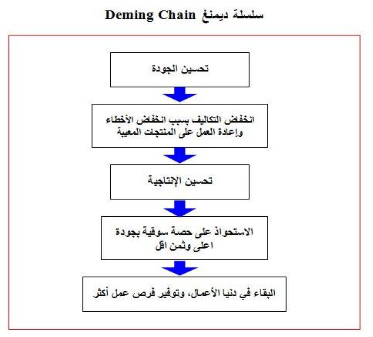 سلسلة ديمنغ Deming Chain
تحسين الجودة
انخفاض التكاليف بسبب انخفاض الأخطاء
وإعادة العمل على المنتجات المعيبة
تحسين الإنتاجية
الاستحواذ على حصة سوقية بجودة
اعلى وثمن اقل
البقاء في دنيا الأعمال، وتوفير فرص عمل أكثر